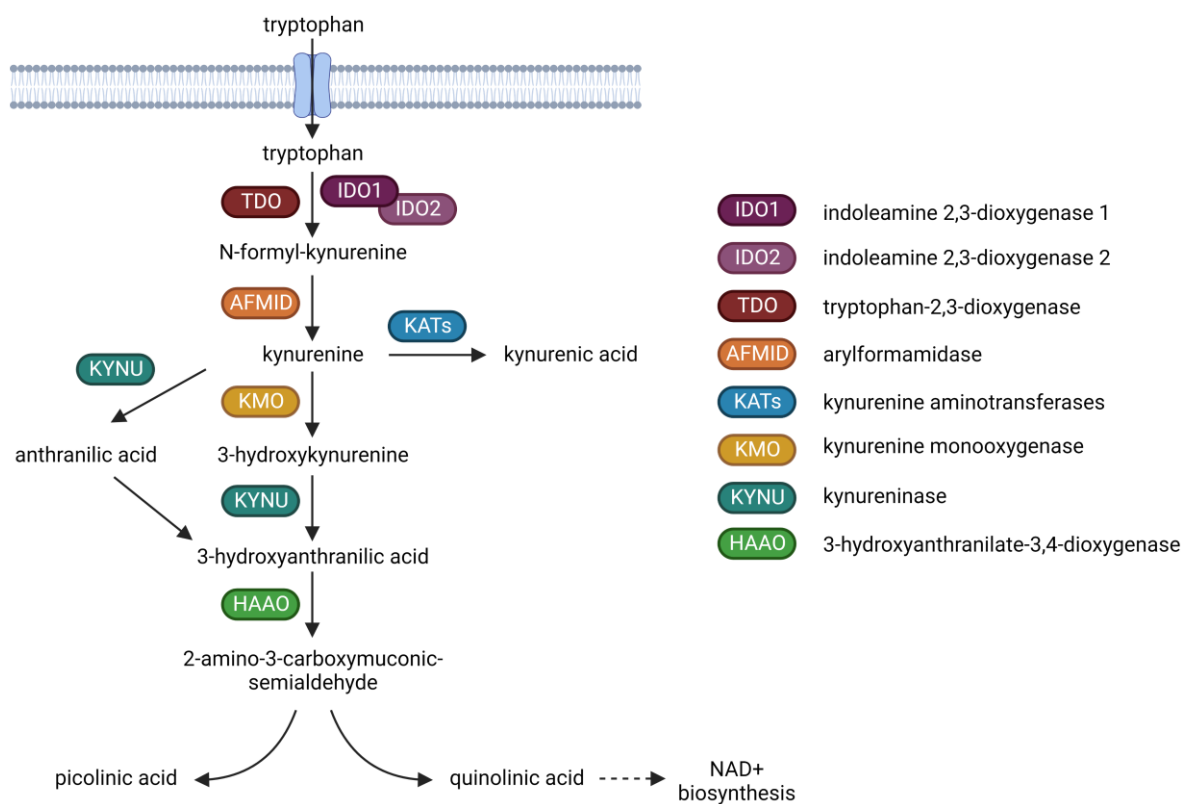 tryptophan
tryptophan
TDO
IDO1
IDO2
N-formyl-kynurenine
AFMID
KATs
kynurenine
kynurenic acid
KYNU
KMO
anthranilic acid
3-hydroxykynurenine
KYNU
3-hydroxyanthranilic acid
HAAO
2-amino-3-carboxymuconic-
semialdehyde
picolinic acid
quinolinic acid
NAD+
biosynthesis
IDO1 indoleamine 2,3-dioxygenase 1
IDO2 indoleamine 2,3-dioxygenase 2
TDO tryptophan-2,3-dioxygenase
AFMID arylformamidase
KATs kynurenine aminotransferases
KMO kynurenine monooxygenase
KYNU kynureninase
HAAO 3-hydroxyanthranilate-3,4-dioxygenase